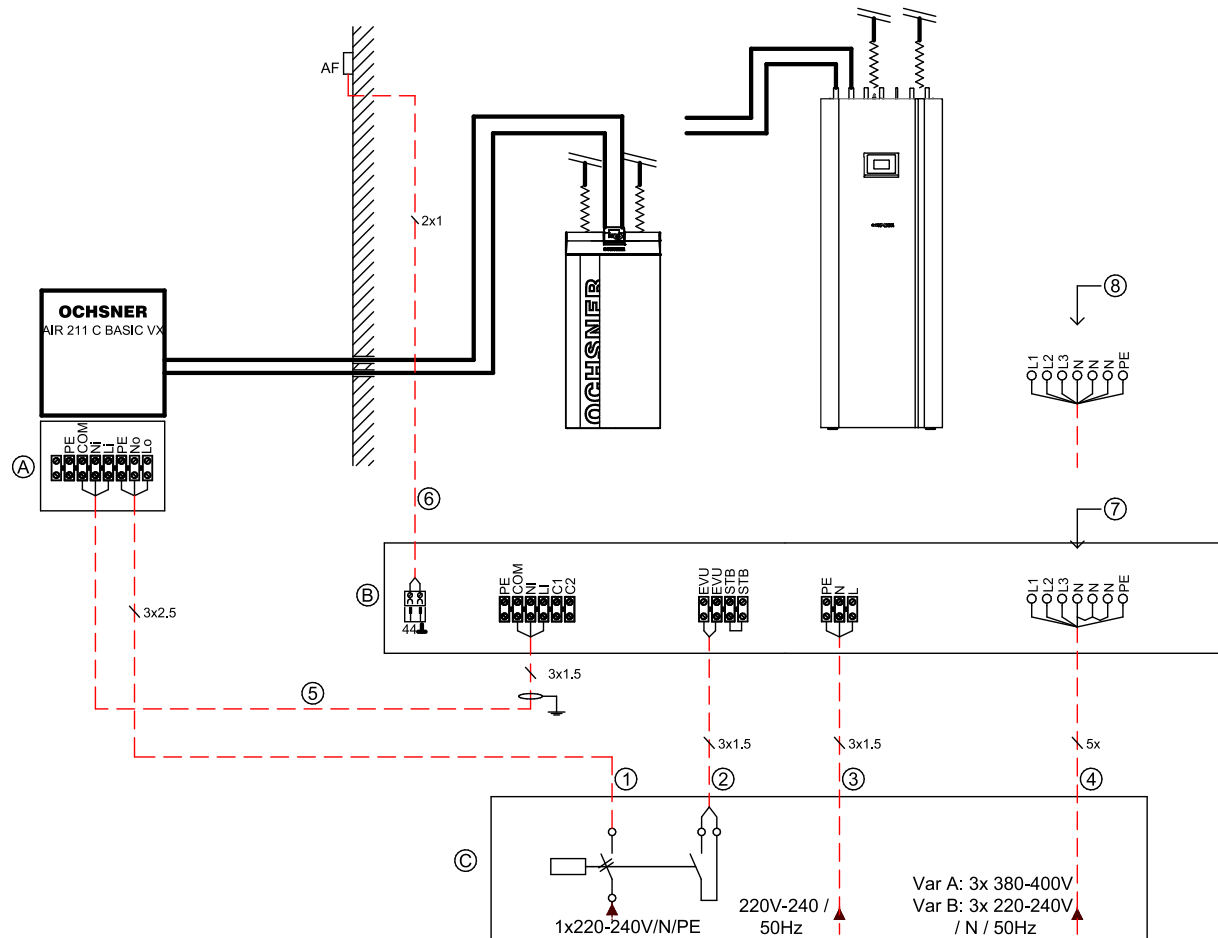 AF
2x1
OCHSNER
AIR 211 C BASIC VX
OCHSNER
8
L1 L2 L3 N N N PE
A
PE COM Ni Li PE No Lo
6
7
B
44
PE COM NI LI C1 C2
EVU EVU STB STB
PE N L
L1 L2 L3 N N N PE
3x2.5
3x1.5
5
3x1.5
3x1.5
5x
1
2
3
4
C
1x220-240V/N/PE
220V-240 /
50Hz
Var A: 3x 380-400V
Var B: 3x 220-240V
/ N / 50Hz